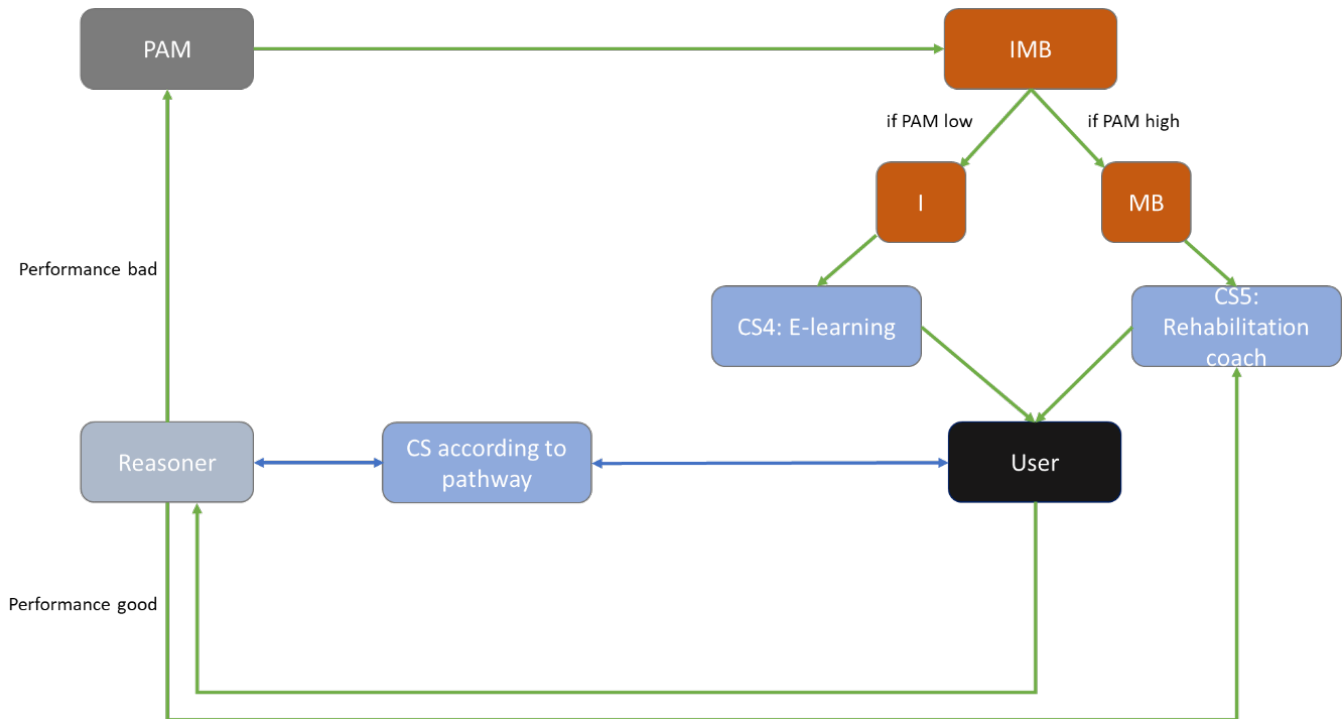 PAM
IMB
if PAM low
if PAM high
I
MB
Performance bad
CS4: E-learning
CS5:
Rehabilitation
coach
Reasoner
CS according to
pathway
User
Performance good